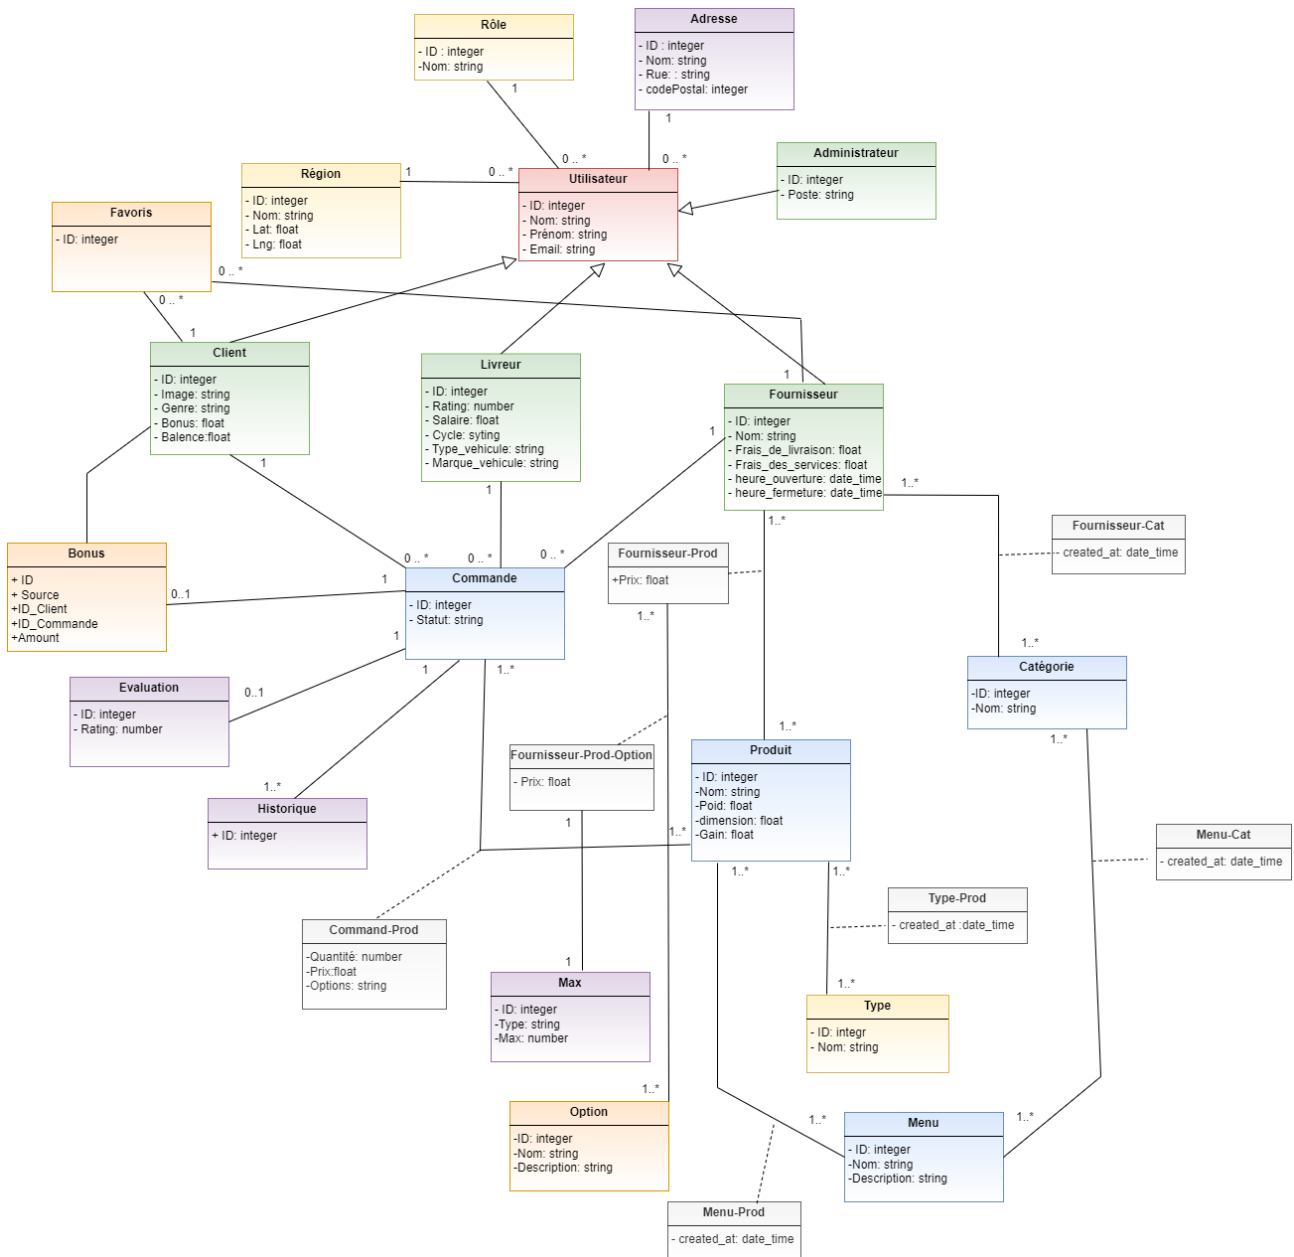 Rôle
- ID : integer
-Nom: string
1
0 .. *
Adresse
- ID : integer
- Nom: string
- Rue: : string
- codePostal: integer
1
0 .. *
Administrateur
- ID: integer
- Poste: string
Région
- ID: integer
- Nom: string
- Lat: float
- Lng: float
1
0 .. *
Utilisateur
- ID: integer
- Nom: string
- Prénom: string
- Email: string
Favoris
- ID: integer
0 .. *
0 .. *
1
1
Client
- ID: integer
- Image: string
- Genre: string
- Bonus: float
- Balence:float
1
Livreur
- ID: integer
- Rating: number
- Salaire: float
- Cycle: syting
- Type_vehicule: string
- Marque_vehicule: string
1
Fournisseur
- ID: integer
- Nom: string
- Frais_de_livraison: float
- Frais_des_services: float
- heure_ouverture: date_time
- heure_fermeture: date_time
1
1..*
1..*
Fournisseur-Cat
- created_at: date_time
Fournisseur-Prod
+Prix: float
1..*
Bonus
+ ID
+ Source
+ID_Client
+ID_Commande
+Amount
0..1
1
0 .. *
0 .. *
0 .. *
Commande
- ID: integer
- Statut: string
1
1
1..*
Evaluation
- ID: integer
- Rating: number
0..1
1..*
Historique
+ ID: integer
1..*
Catégorie
-ID: integer
-Nom: string
1..*
Fournisseur-Prod-Option
- Prix: float
1
1..*
Produit
- ID: integer
-Nom: string
-Poid: float
-dimension: float
-Gain: float
1..*
1..*
1..*
Menu-Cat
- created_at: date_time
Type-Prod
- created_at :date_time
Command-Prod
-Quantité: number
-Prix:float
-Options: string
1
Max
- ID: integer
-Type: string
-Max: number
1..*
Type
- ID: integr
- Nom: string
1..*
Option
-ID: integer
-Nom: string
-Description: string
1..*
1..*
Menu
- ID: integer
-Nom: string
-Description: string
Menu-Prod
- created_at: date_time